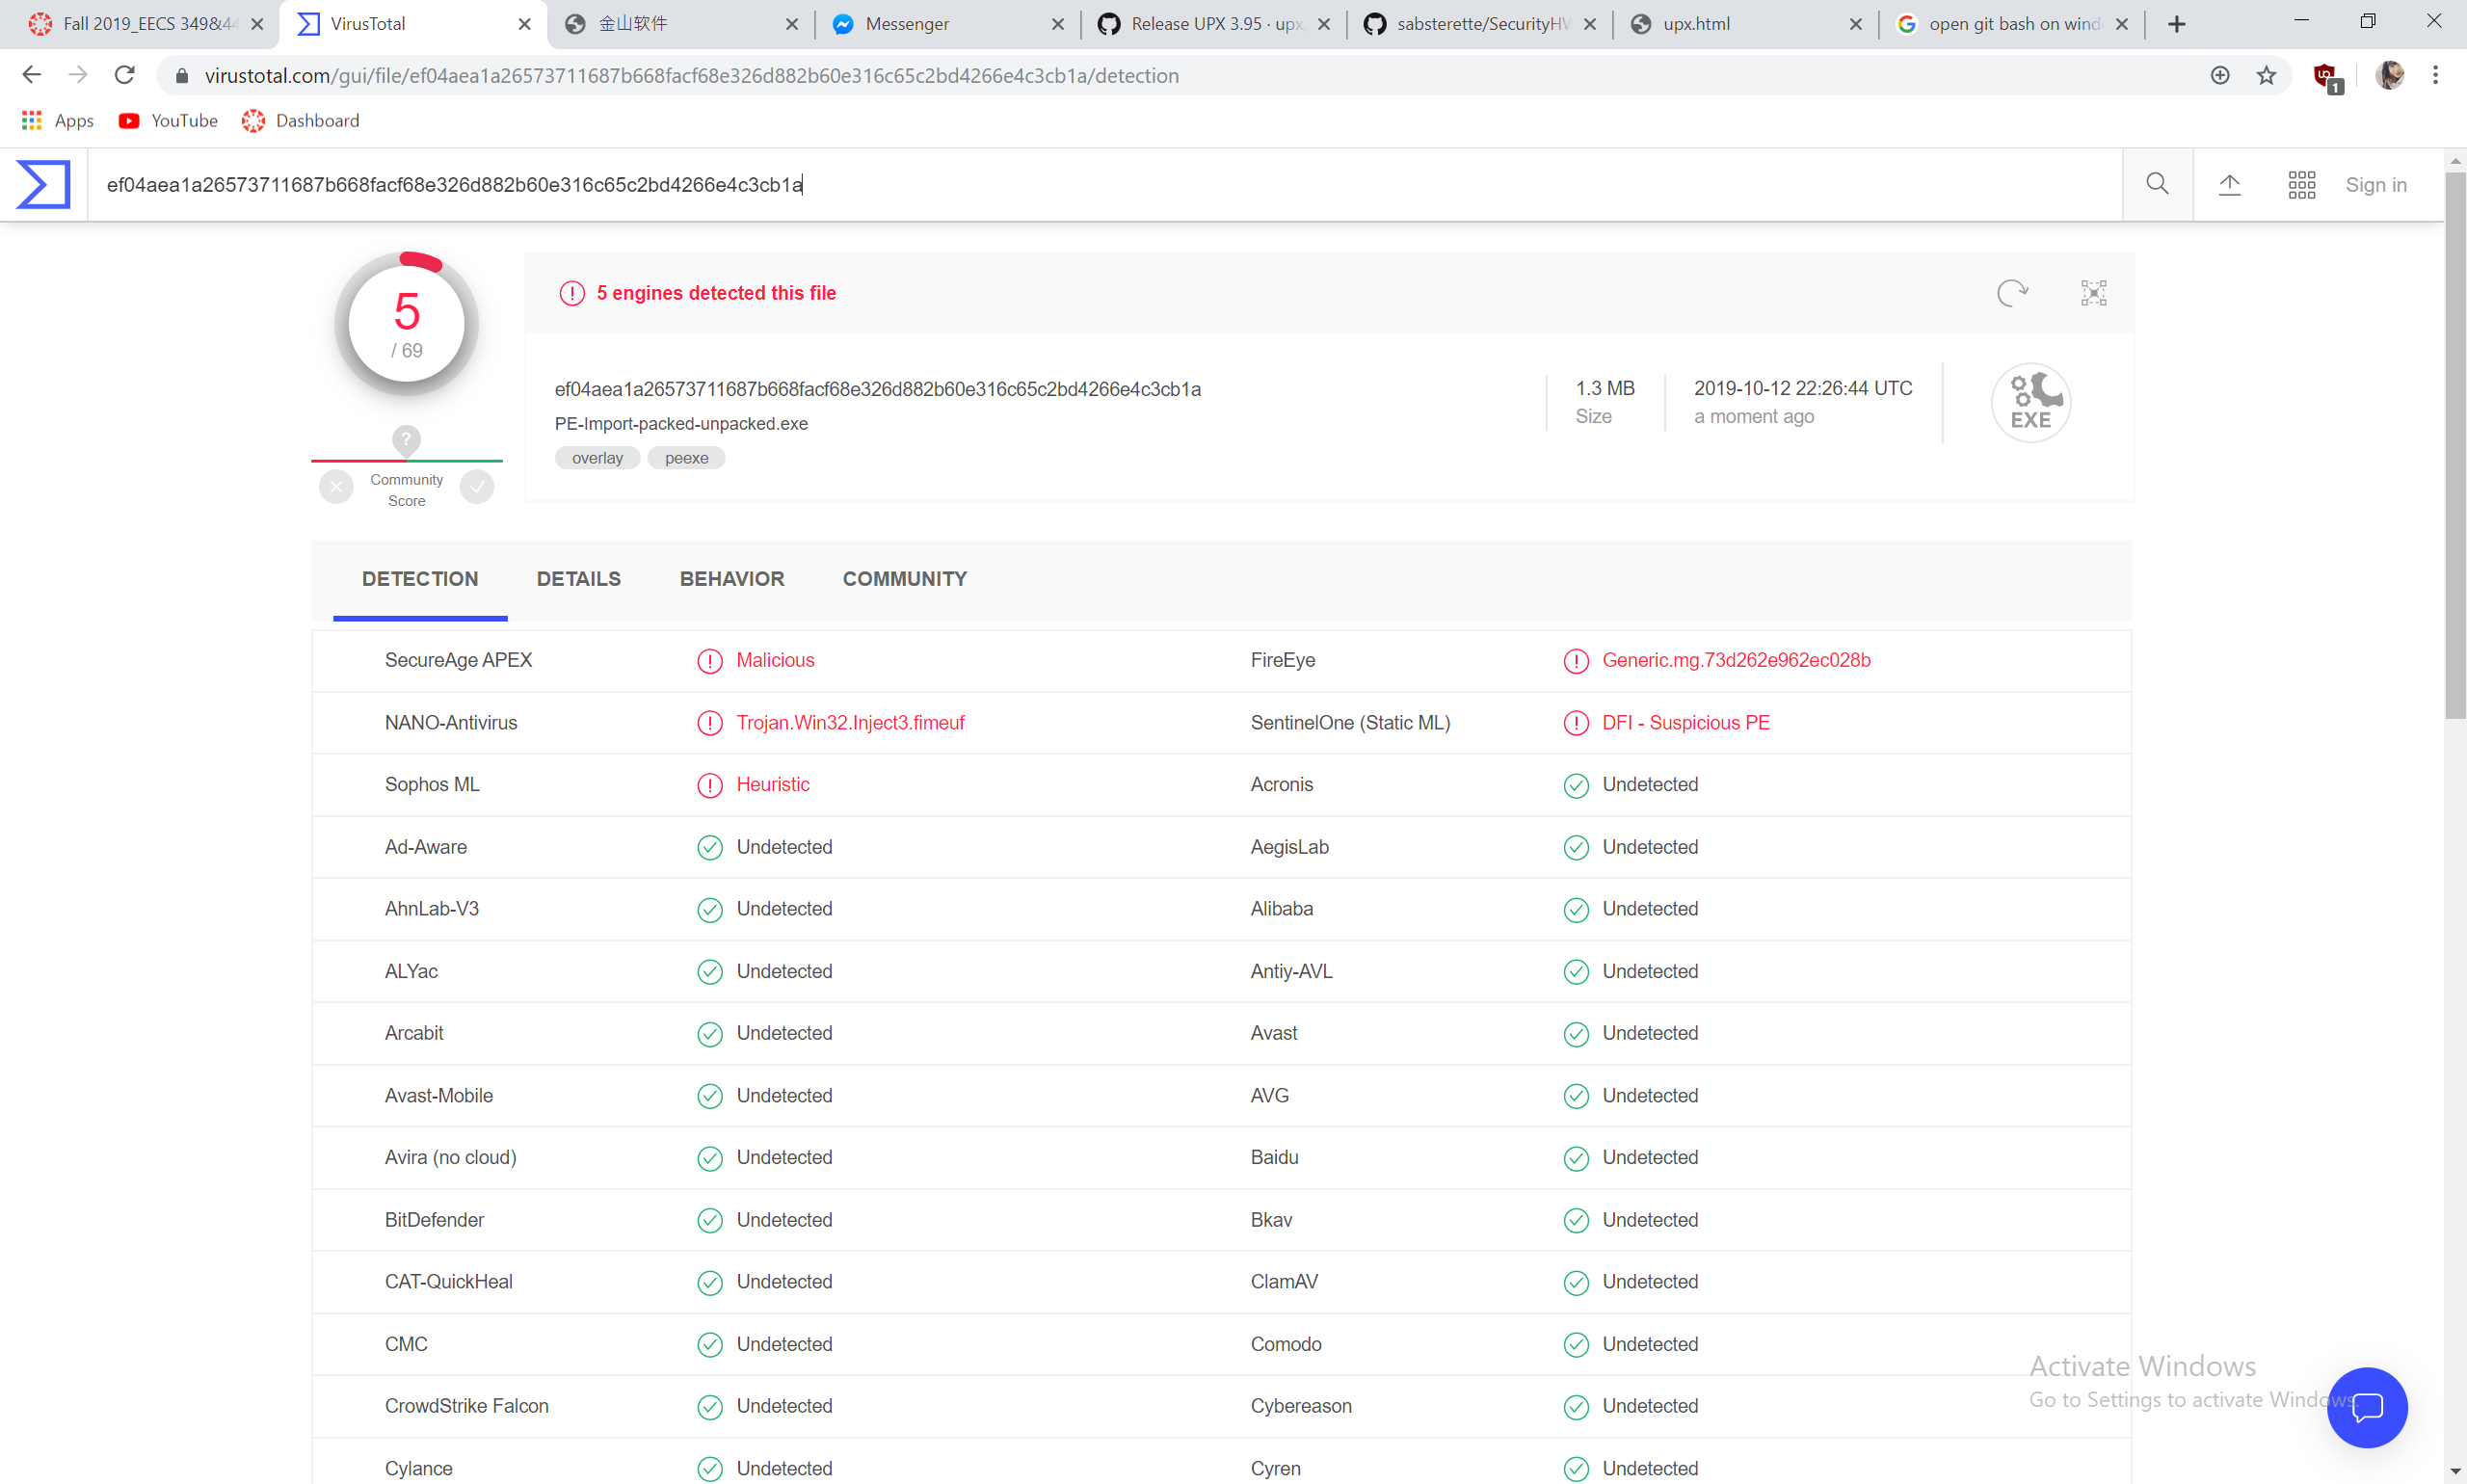 Fall 2019_EECS 349&44
VirusTotal
金山软件
Messenger
Release UPX 3.95 · upx
sabsterette/SecurityHW
upx.html
open git bash on wind
virustotal.com/gui/file/ef04aea1a26573711687b668facf68e326d882b60e316c65c2bd4266e4c3cb1a/detection
1
Apps
YouTube
Dashboard
ef04aea1a26573711687b668facf68e326d882b60e316c65c2bd4266e4c3cb1a
Sign in
5
/ 69
?
Community
Score
5 engines detected this file
ef04aea1a26573711687b668facf68e326d882b60e316c65c2bd4266e4c3cb1a
PE-Import-packed-unpacked.exe
overlay peexe
1.3 MB
Size
2019-10-12 22:26:44 UTC
a moment ago
EXE
DETECTION DETAILS BEHAVIOR COMMUNITY
SecureAge APEX Malicious FireEye Generic.mg.73d262e962ec028b
NANO-Antivirus Trojan.Win32.Inject3.fimeuf SentinelOne (Static ML) DFI - Suspicious PE
Sophos ML Heuristic Acronis Undetected
Ad-Aware Undetected AegisLab Undetected
AhnLab-V3 Undetected Alibaba Undetected
ALYac Undetected Antiy-AVL Undetected
Arcabit Undetected Avast Undetected
Avast-Mobile Undetected AVG Undetected
Avira (no cloud) Undetected Baidu Undetected
BitDefender Undetected Bkav Undetected
CAT-QuickHeal Undetected ClamAV Undetected
CMC Undetected Comodo Undetected
CrowdStrike Falcon Undetected Cybereason Undetected
Cylance Undetected Cyren Undetected
Activate Windows
Go to Settings to activate Windows.